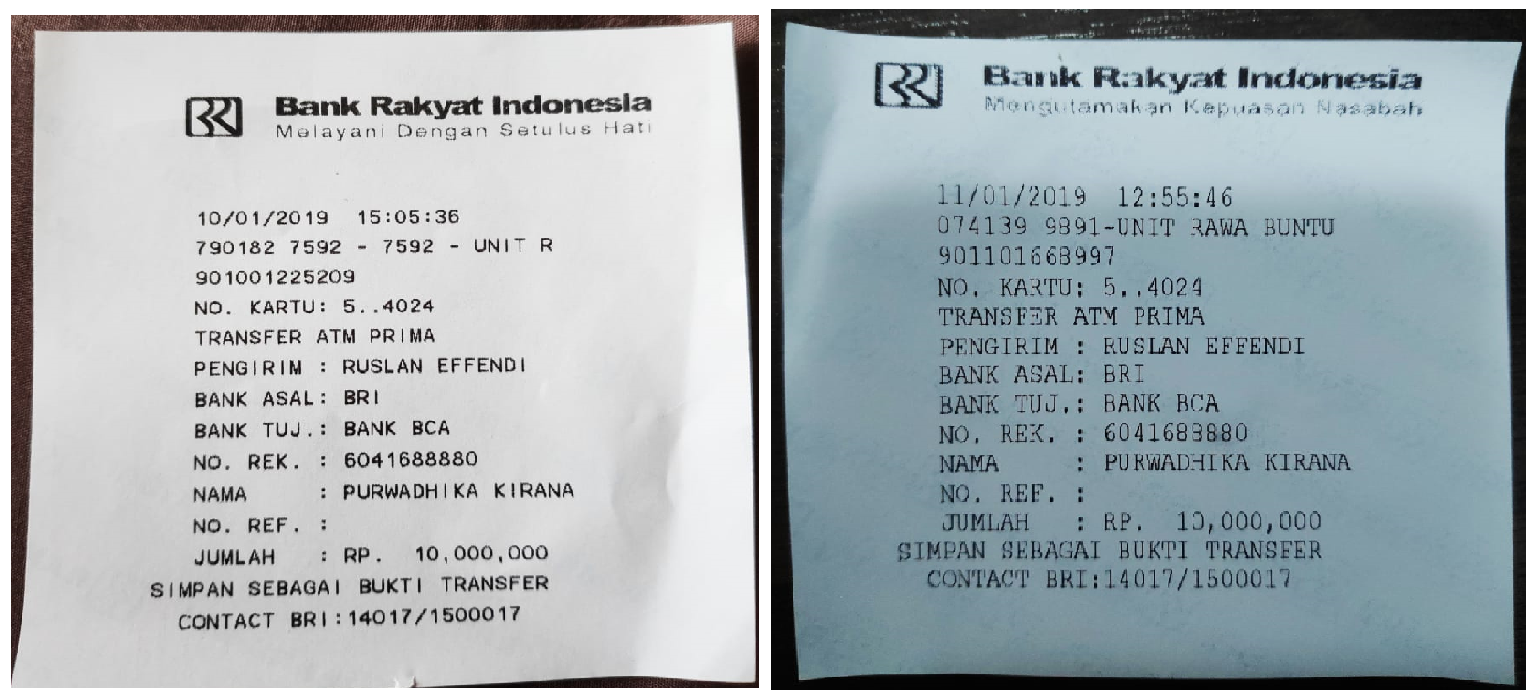 Bank Rakyat Indonesia
Melayani Dengan Setulus Hati
10/01/2019 15:05:36
790182 7592 - 7592 - UNIT R
901001225209
NO. KARTU: 5..4024
TRANSFER ATM PRIMA
PENGIRIM : RUSLAN EFFENDI
BANK ASAL: BRI
BANK TUJ.: BANK BCA
NO. REK. : 6041688880
NAMA : PURWADHIKA KIRANA
NO. REF. :
JUMLAH : RP. 10,000,000
SIMPAN SEBAGAI BUKTI TRANSFER
CONTACT BRI:14017/1500017
Bank Rakyat Indonesia
Mengutamakan Kepuasan Nasabah
11/01/2019 12:55:46
074139 9891-UNIT RAWA BUNTU
901101668997
NO. KARTU: 5..4024
TRANSFER ATM PRIMA
PENGIRIM : RUSLAN EFFENDI
BANK ASAL: BRI
BANK TUJ.: BANK BCA
NO. REK. : 6041688880
NAMA : PURWADHIKA KIRANA
NO. REF. :
JUMLAH : RP. 10,000,000
SIMPAN SEBAGAI BUKTI TRANSFER
CONTACT BRI:14017/1500017